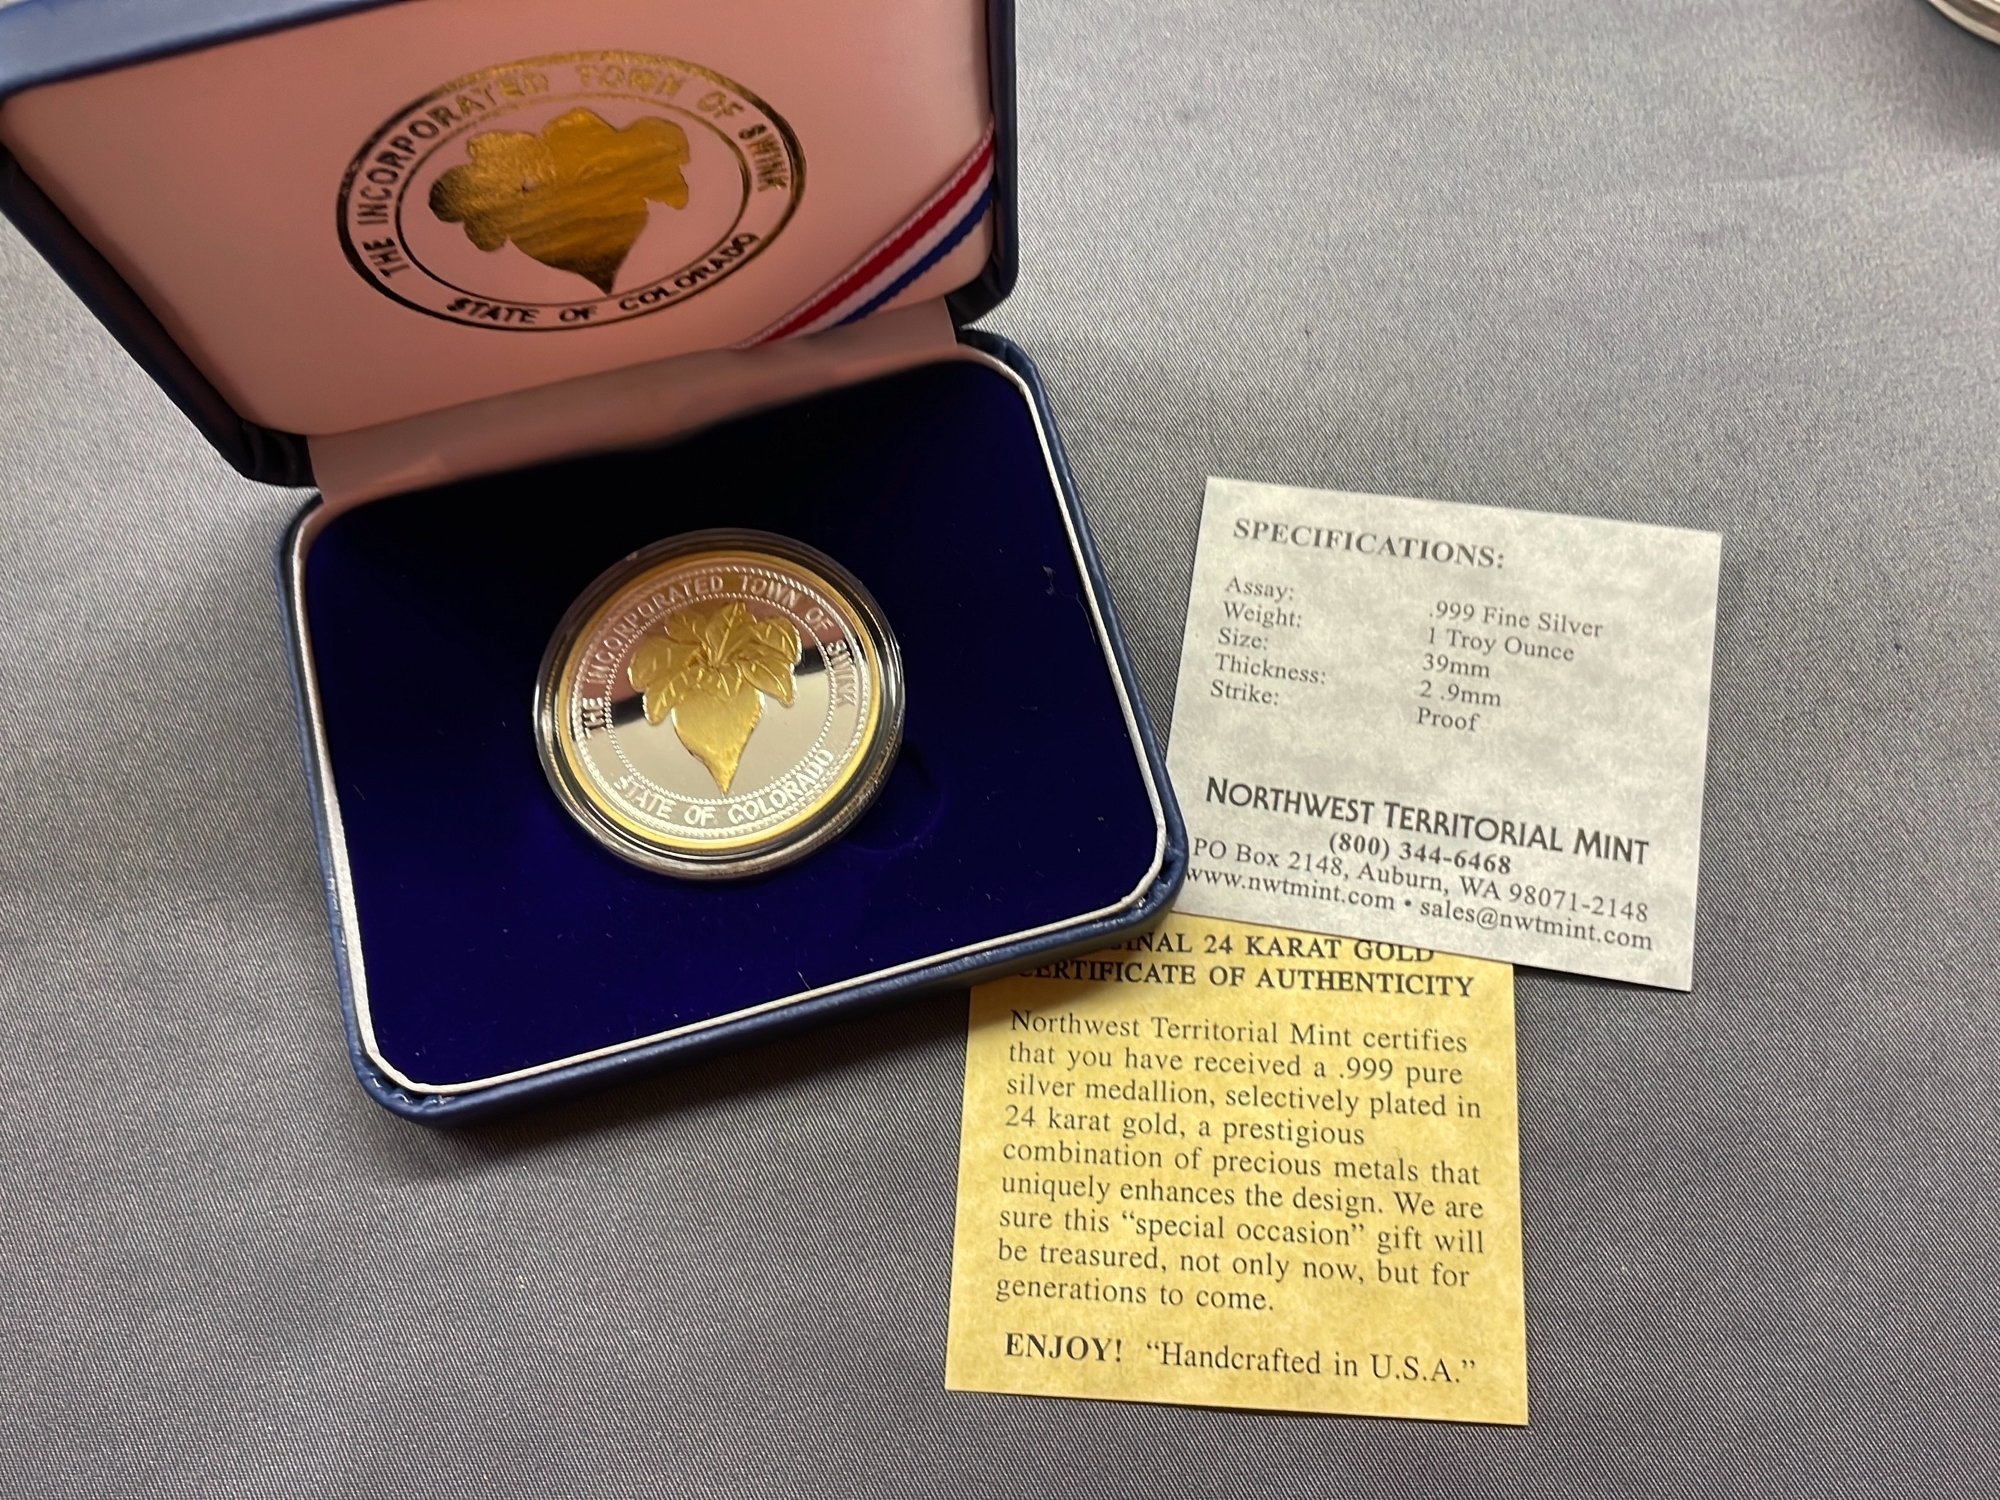 THE INCORPORATED TOWN OF SWINK
STATE OF COLORADO
THE INCORPORATED TOWN OF SWINK
STATE OF COLORADO
SPECIFICATIONS:
Assay: .999 Fine Silver
Weight: 1 Troy Ounce
Size: 39mm
Thickness: 2 .9mm
Strike: Proof
NORTHWEST TERRITORIAL MINT
(800) 344-6468
PO Box 2148, Auburn, WA 98071-2148
www.nwtmint.com • sales@nwtmint.com
24 KARAT GOLD
CERTIFICATE OF AUTHENTICITY
Northwest Territorial Mint certifies
that you have received a .999 pure
silver medallion, selectively plated in
24 karat gold, a prestigious
combination of precious metals that
uniquely enhances the design. We are
sure this “special occasion” gift will
be treasured, not only now, but for
generations to come.
ENJOY! “Handcrafted in U.S.A.”